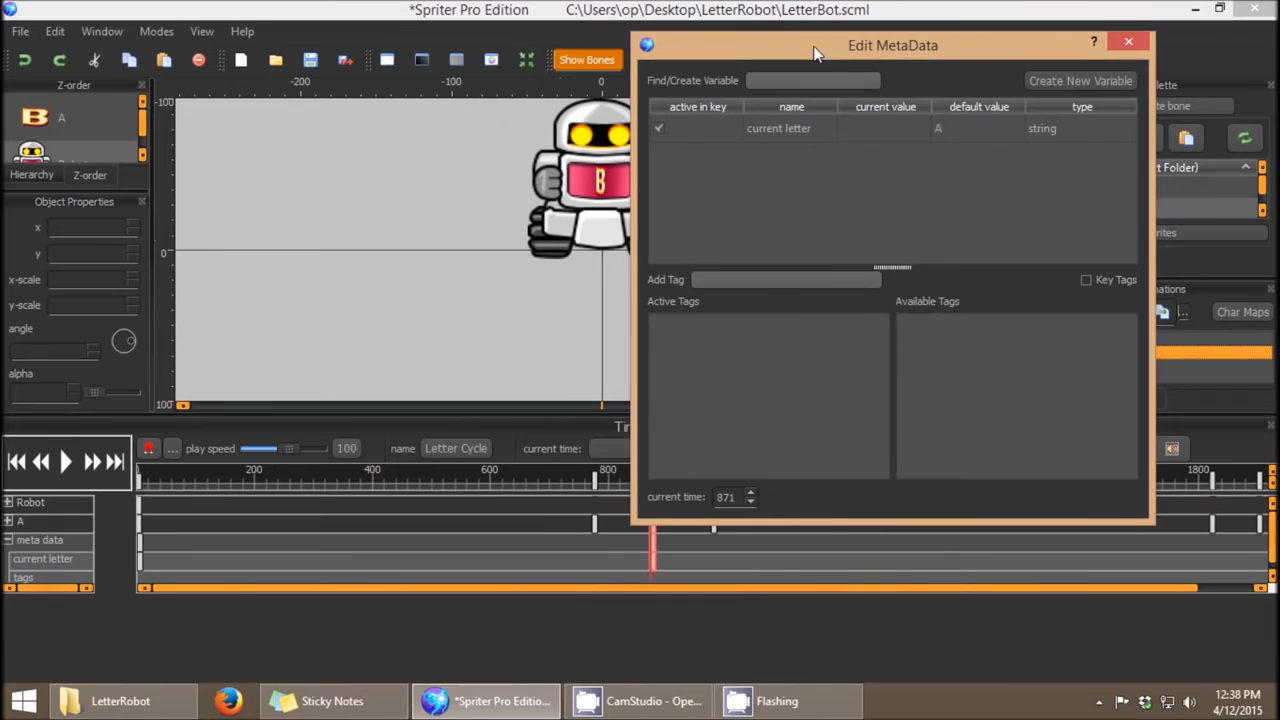 *Spriter Pro Edition C:\Users\op\Desktop\LetterRobot\LetterBot.scml
File Edit Window Modes View Help
Show Bones
Edit MetaData ?
Find/Create Variable Create New Variable
active in key name current value default value type
current letter A string
Add Tag Key Tags
Active Tags Available Tags
current time: 871
Z-order
A
Hierarchy Z-order
Object Properties
x
y
x-scale
y-scale
angle
alpha
-200 -100 0
-100
0
100
B
Create bone
t Folder)
Char Maps
play speed 100 name Letter Cycle current time:
200 400 600 800 1800
Robot
A
meta data
current letter
tags
LetterRobot Sticky Notes *Spriter Pro Editio... CamStudio - Ope... Flashing
12:38 PM
4/12/2015